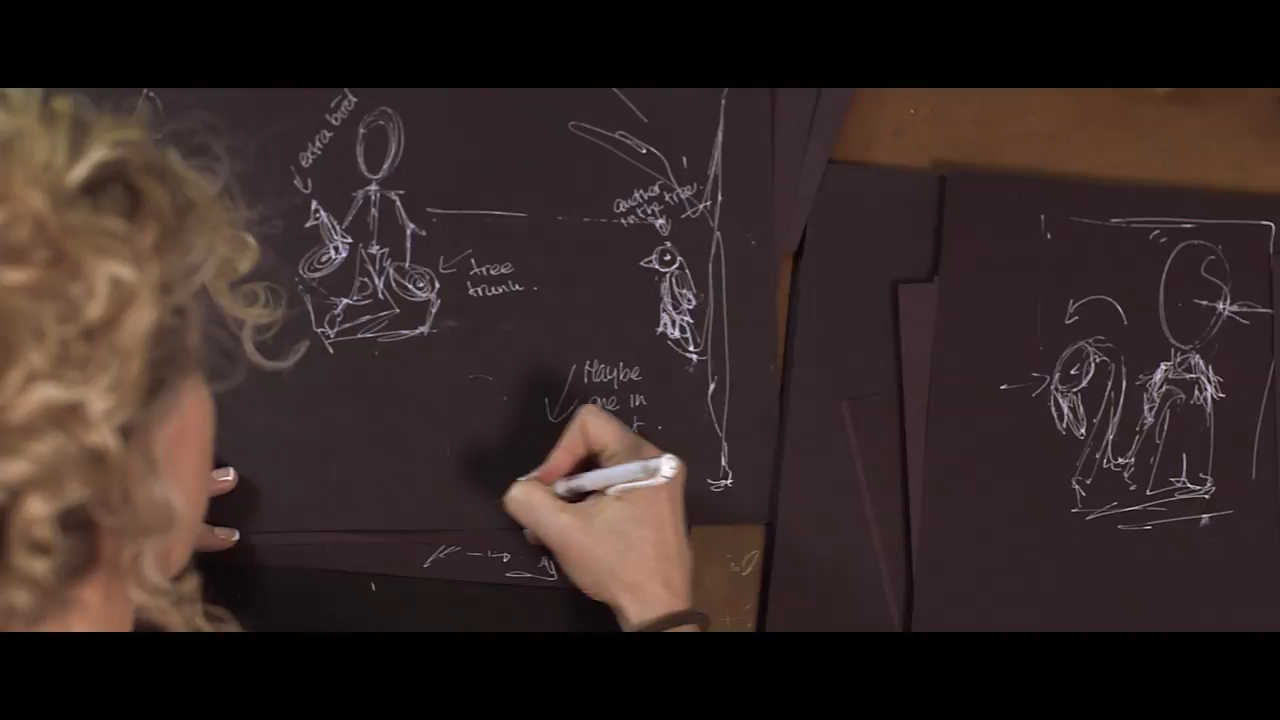 extra bird
another
in the tree.
tree
trunk.
Maybe
one in